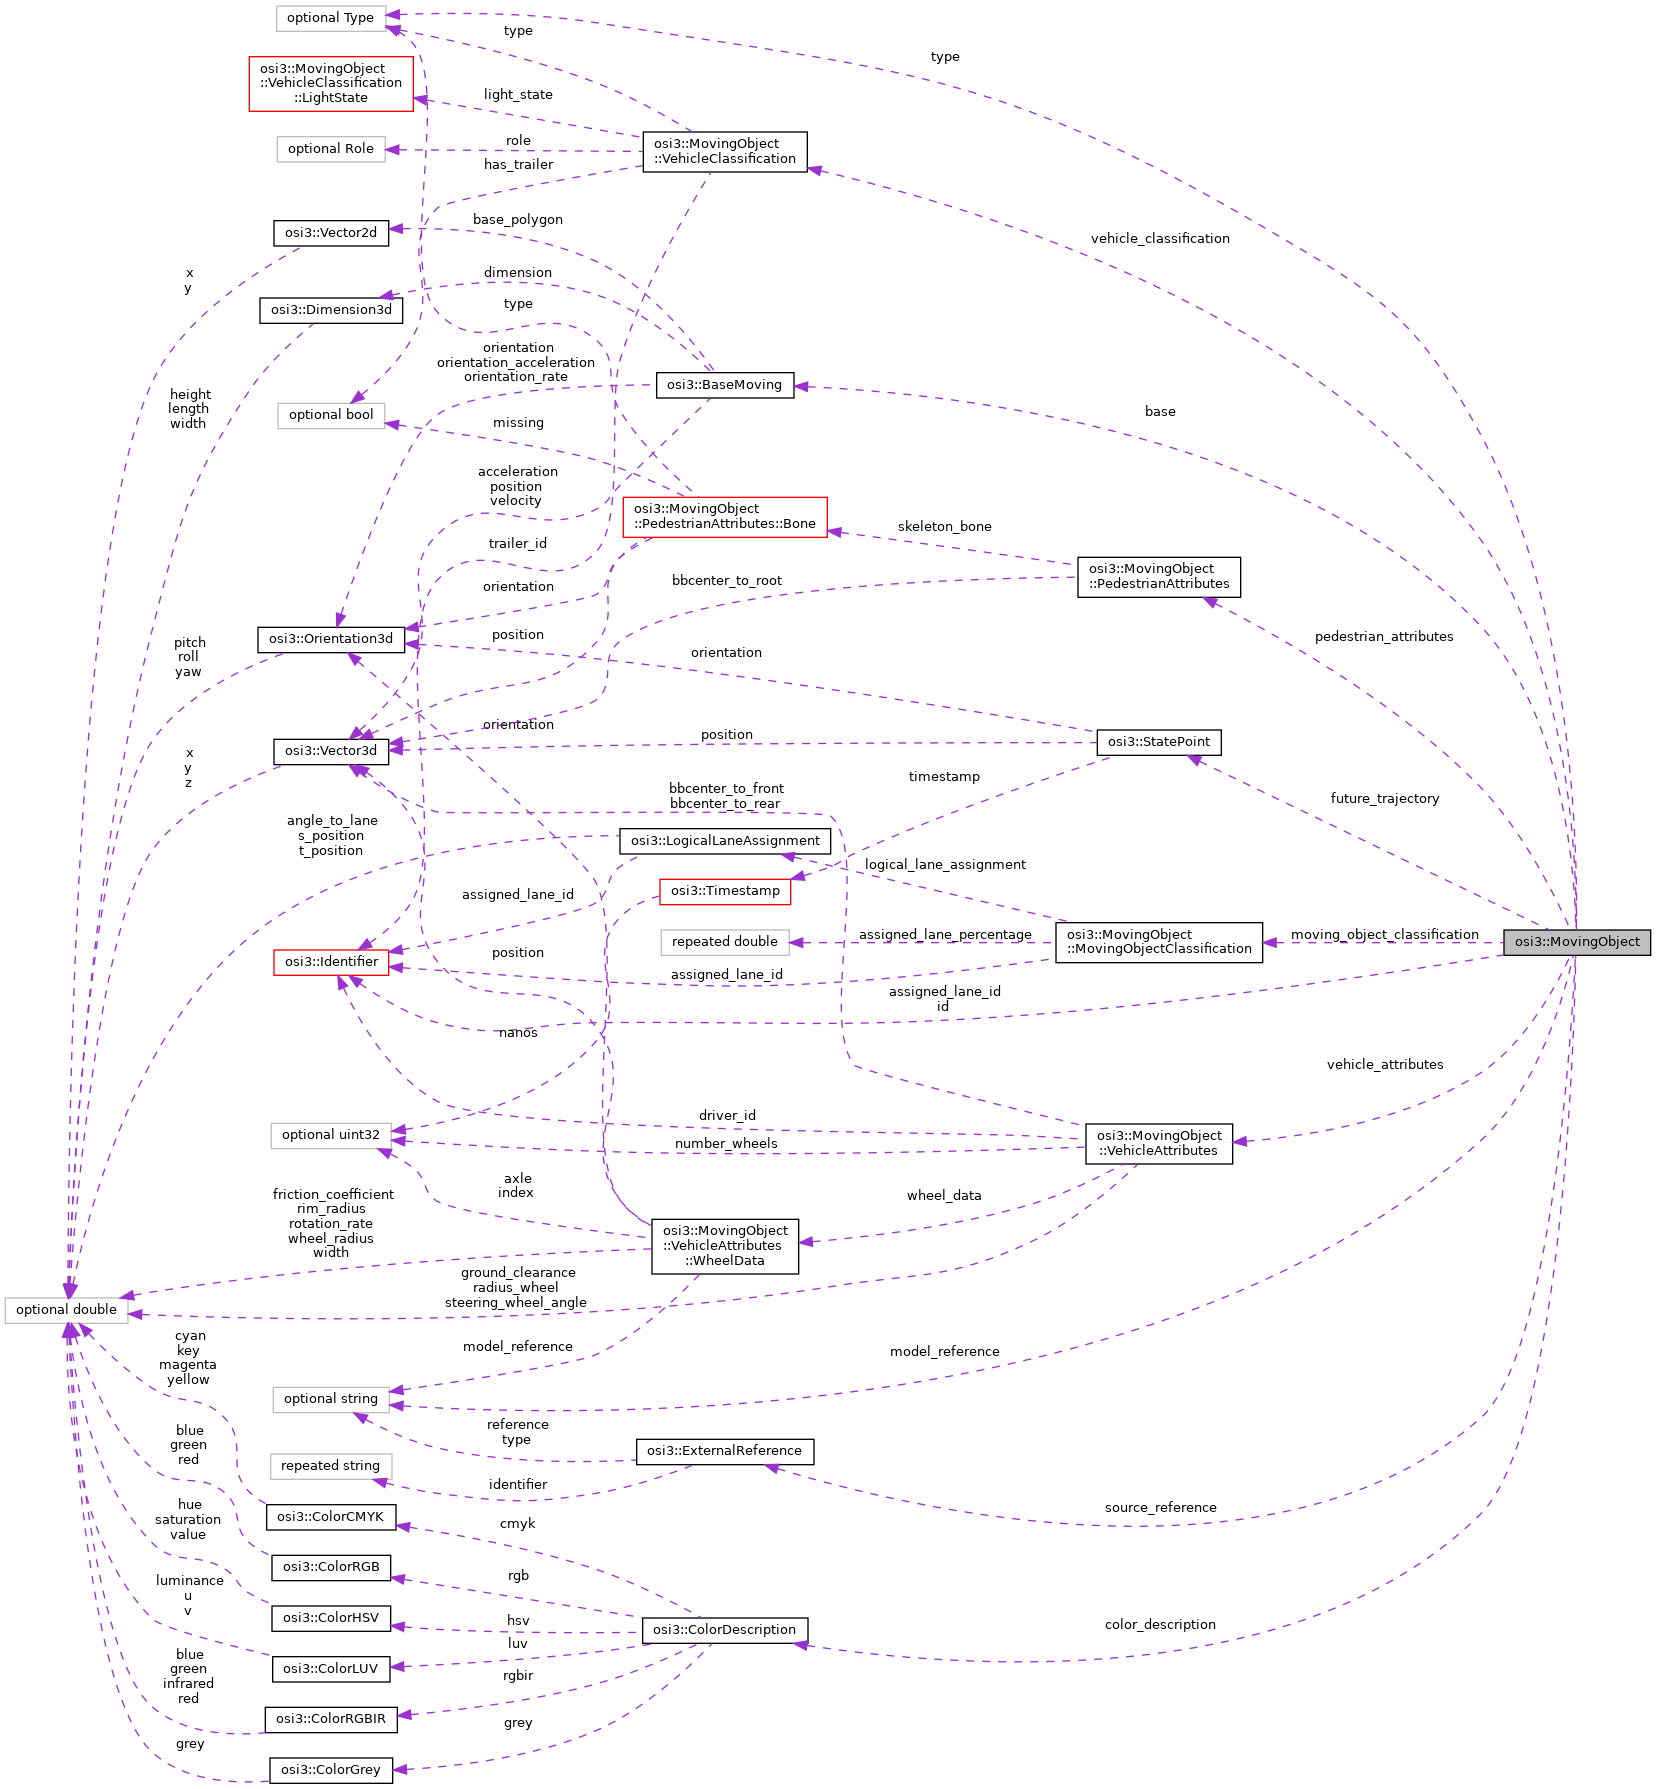 optional Type
type
type
osi3::MovingObject
::VehicleClassification
::LightState
light_state
optional Role
role
osi3::MovingObject
::VehicleClassification
has_trailer
base_polygon
osi3::Vector2d
vehicle_classification
x
y
dimension
osi3::Dimension3d
type
orientation
orientation_acceleration
orientation_rate
osi3::BaseMoving
base
height
length
width
optional bool
missing
acceleration
position
velocity
osi3::MovingObject
::PedestrianAttributes::Bone
skeleton_bone
trailer_id
osi3::MovingObject
::PedestrianAttributes
orientation
bbcenter_to_root
osi3::Orientation3d
position
pedestrian_attributes
pitch
roll
yaw
orientation
orientation
osi3::Vector3d
position
osi3::StatePoint
x
y
z
timestamp
bbcenter_to_front
bbcenter_to_rear
future_trajectory
angle_to_lane
s_position
t_position
osi3::LogicalLaneAssignment
logical_lane_assignment
assigned_lane_id
osi3::Timestamp
repeated double
assigned_lane_percentage
osi3::MovingObject
::MovingObjectClassification
moving_object_classification
osi3::MovingObject
osi3::Identifier
position
assigned_lane_id
assigned_lane_id
id
nanos
vehicle_attributes
driver_id
optional uint32
number_wheels
osi3::MovingObject
::VehicleAttributes
axle
index
wheel_data
friction_coefficient
rim_radius
rotation_rate
wheel_radius
width
osi3::MovingObject
::VehicleAttributes
::WheelData
ground_clearance
radius_wheel
steering_wheel_angle
optional double
cyan
key
magenta
yellow
model_reference
model_reference
optional string
reference
type
osi3::ExternalReference
blue
green
red
repeated string
identifier
source_reference
hue
saturation
value
osi3::ColorCMYK
cmyk
osi3::ColorRGB
rgb
luminance
u
v
osi3::ColorHSV
hsv
osi3::ColorDescription
color_description
luv
osi3::ColorLUV
blue
green
infrared
red
rgbir
osi3::ColorRGBIR
grey
grey
osi3::ColorGrey